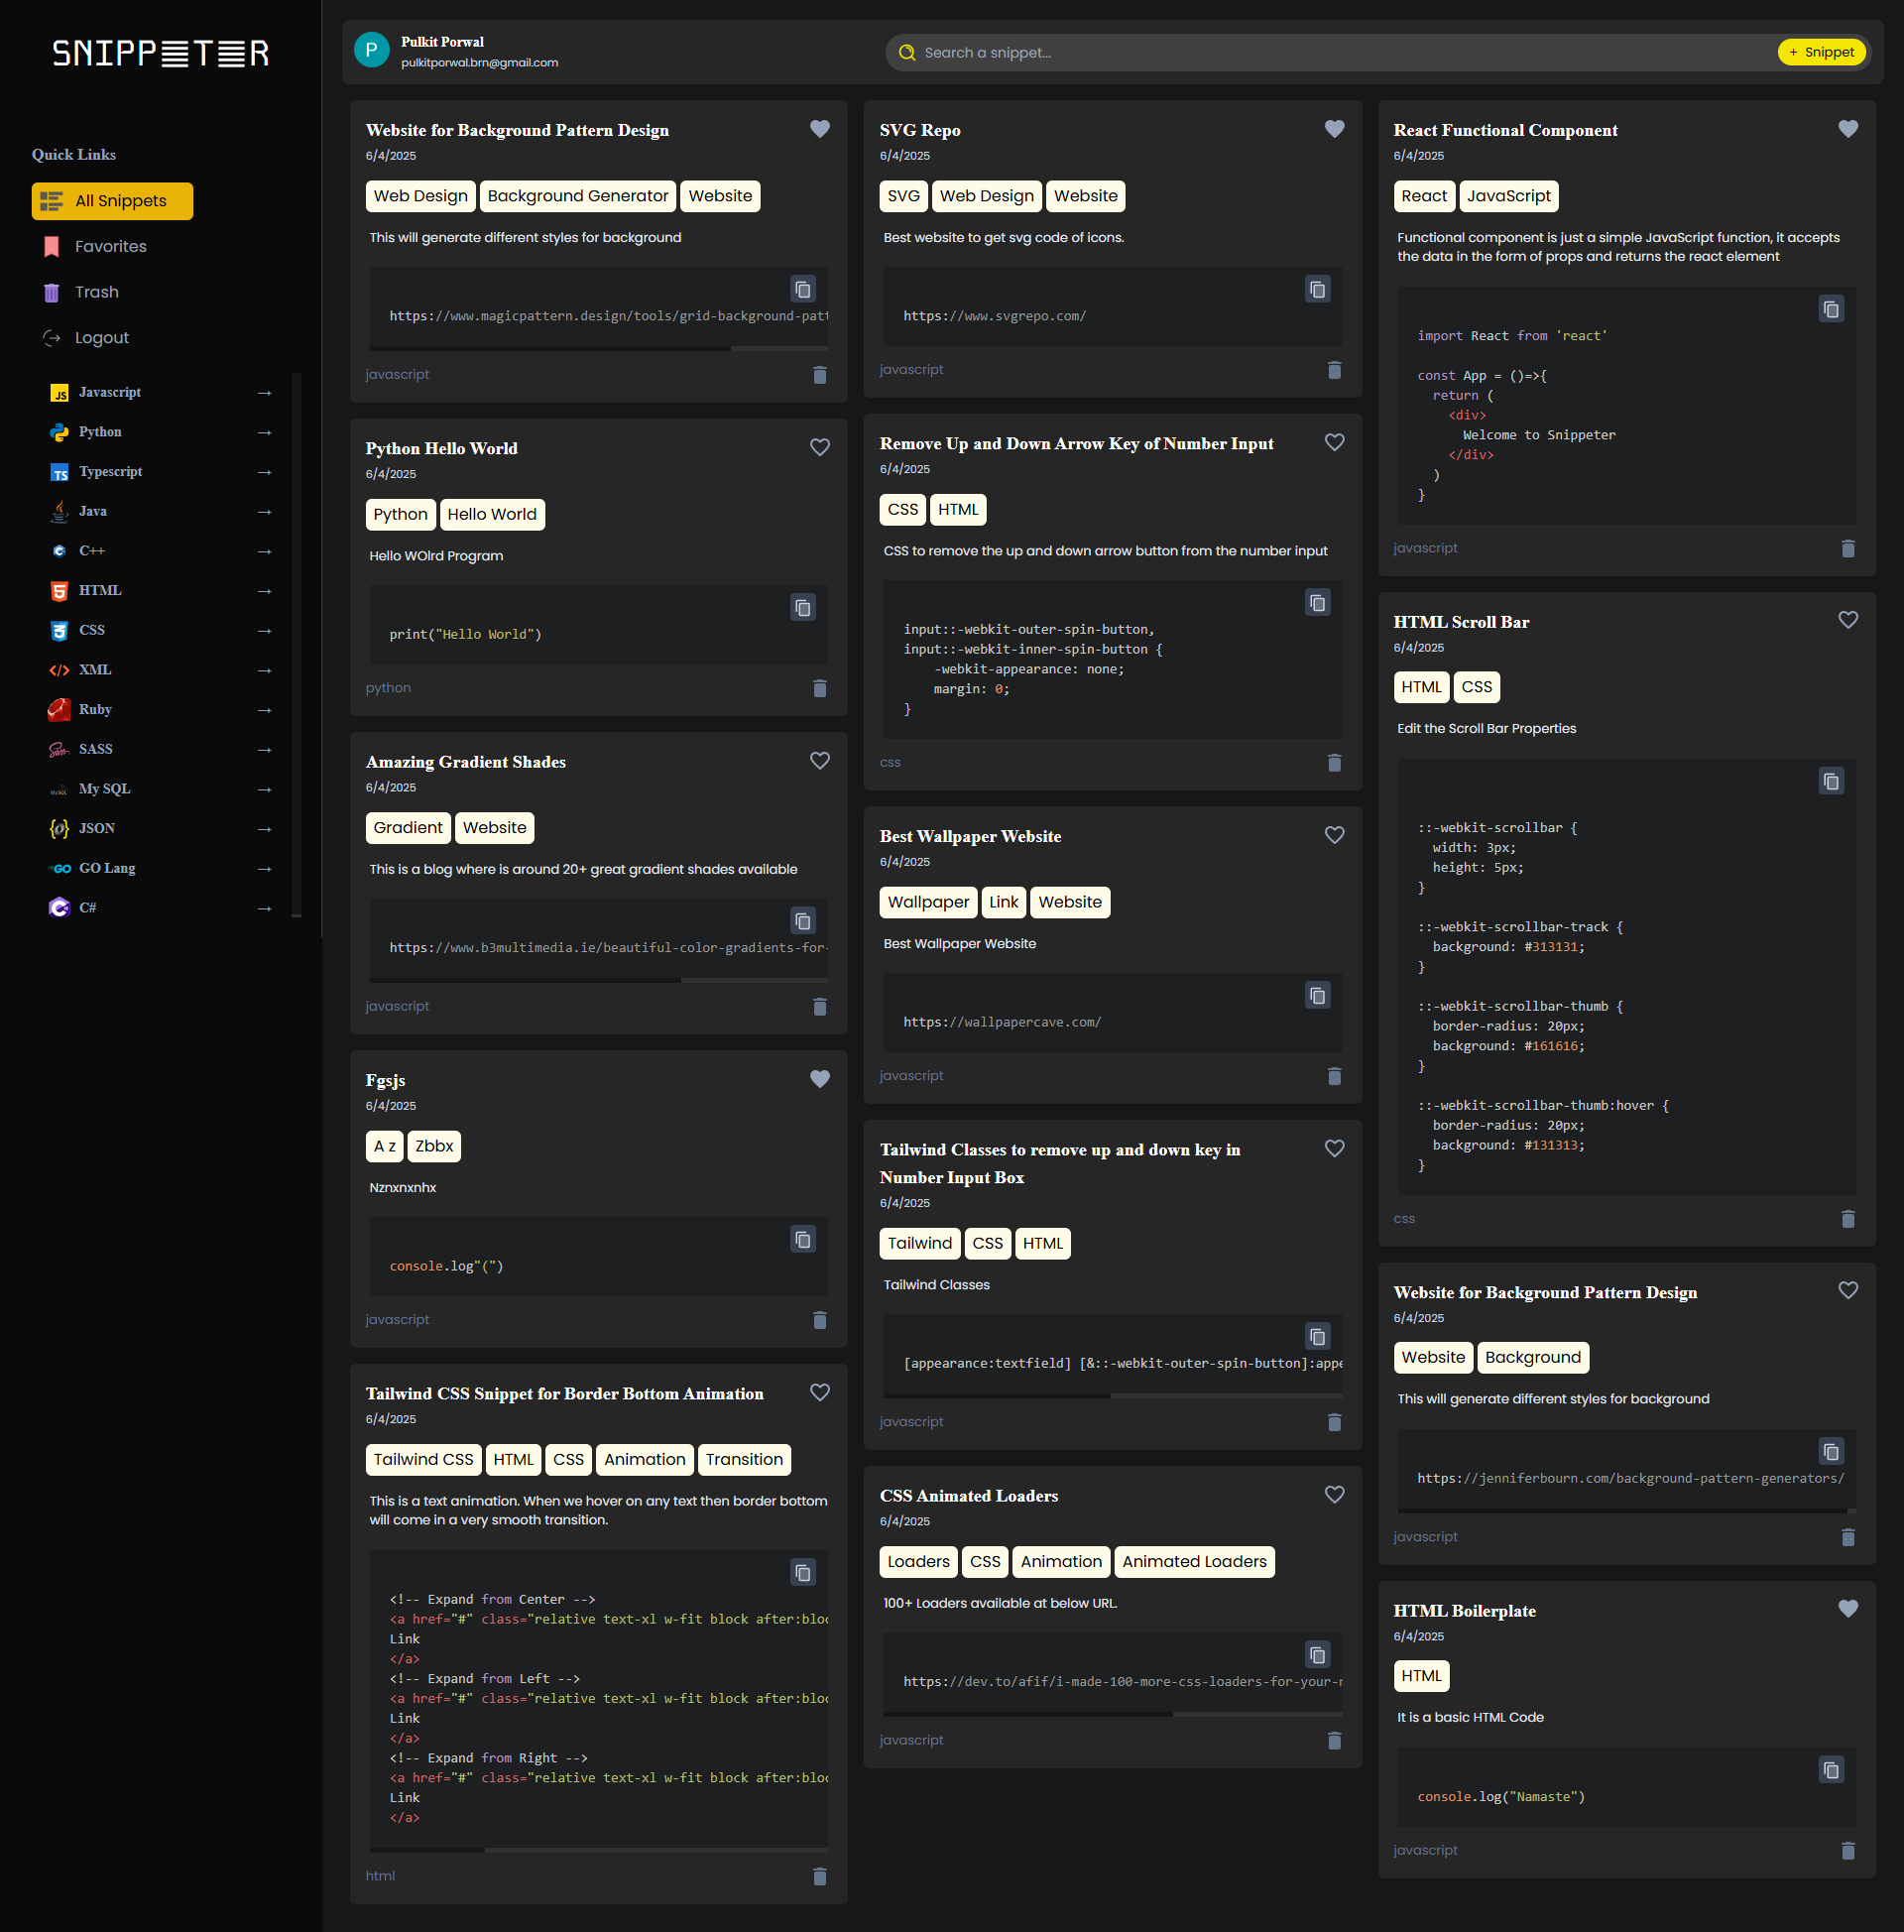 SNIPPETER
Quick Links
All Snippets
Favorites
Trash
Logout
Javascript →
Python →
Typescript →
Java →
C++ →
HTML →
CSS →
XML →
Ruby →
SASS →
My SQL →
JSON →
GO Lang →
C# →
P
Pulkit Porwal
pulkitporwal.brn@gmail.com
Search a snippet...
+ Snippet
Website for Background Pattern Design
6/4/2025
Web Design Background Generator Website
This will generate different styles for background
https://www.magicpattern.design/tools/grid-background-patt
javascript
Python Hello World
6/4/2025
Python Hello World
Hello WOlrd Program
print("Hello World")
python
Amazing Gradient Shades
6/4/2025
Gradient Website
This is a blog where is around 20+ great gradient shades available
https://www.b3multimedia.ie/beautiful-color-gradients-for-
javascript
Fgsjs
6/4/2025
A z Zbbx
Nznxnxnhx
console.log"(")
javascript
Tailwind CSS Snippet for Border Bottom Animation
6/4/2025
Tailwind CSS HTML CSS Animation Transition
This is a text animation. When we hover on any text then border bottom
will come in a very smooth transition.
<!-- Expand from Center -->
<a href="#" class="relative text-xl w-fit block after:bloc
Link
</a>
<!-- Expand from Left -->
<a href="#" class="relative text-xl w-fit block after:bloc
Link
</a>
<!-- Expand from Right -->
<a href="#" class="relative text-xl w-fit block after:bloc
Link
</a>
html
SVG Repo
6/4/2025
SVG Web Design Website
Best website to get svg code of icons.
https://www.svgrepo.com/
javascript
Remove Up and Down Arrow Key of Number Input
6/4/2025
CSS HTML
CSS to remove the up and down arrow button from the number input
input::-webkit-outer-spin-button,
input::-webkit-inner-spin-button {
-webkit-appearance: none;
margin: 0;
}
css
Best Wallpaper Website
6/4/2025
Wallpaper Link Website
Best Wallpaper Website
https://wallpapercave.com/
javascript
Tailwind Classes to remove up and down key in
Number Input Box
6/4/2025
Tailwind CSS HTML
Tailwind Classes
[appearance:textfield] [&::-webkit-outer-spin-button]:appe
javascript
CSS Animated Loaders
6/4/2025
Loaders CSS Animation Animated Loaders
100+ Loaders available at below URL.
https://dev.to/afif/i-made-100-more-css-loaders-for-your-n
javascript
React Functional Component
6/4/2025
React JavaScript
Functional component is just a simple JavaScript function, it accepts
the data in the form of props and returns the react element
import React from 'react'
const App = ()=>{
return (
<div>
Welcome to Snippeter
</div>
)
}
javascript
HTML Scroll Bar
6/4/2025
HTML CSS
Edit the Scroll Bar Properties
::-webkit-scrollbar {
width: 3px;
height: 5px;
}
::-webkit-scrollbar-track {
background: #313131;
}
::-webkit-scrollbar-thumb {
border-radius: 20px;
background: #161616;
}
::-webkit-scrollbar-thumb:hover {
border-radius: 20px;
background: #131313;
}
css
Website for Background Pattern Design
6/4/2025
Website Background
This will generate different styles for background
https://jenniferbourn.com/background-pattern-generators/
javascript
HTML Boilerplate
6/4/2025
HTML
It is a basic HTML Code
console.log("Namaste")
javascript